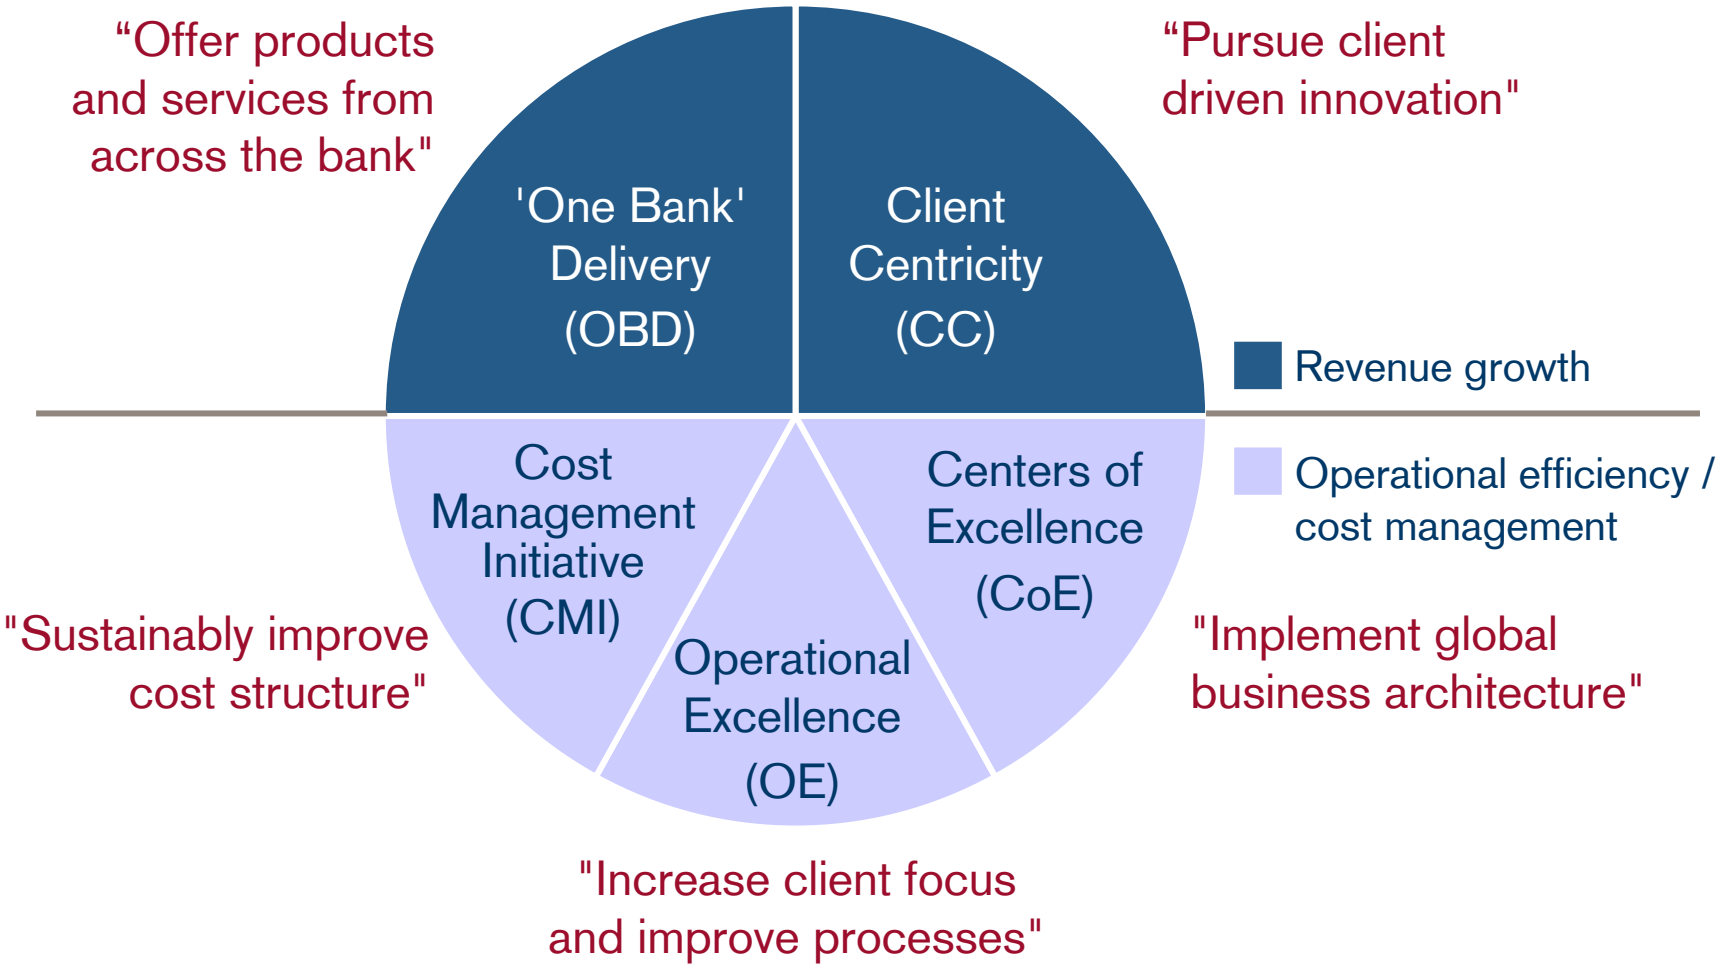 “Offer products
and services from
across the bank"
“Pursue client
driven innovation"
'One Bank'
Delivery
(OBD)
Client
Centricity
(CC)
Revenue growth
Cost
Management
Initiative
(CMI)
Operational
Excellence
(OE)
Centers of
Excellence
(CoE)
Operational efficiency /
cost management
"Sustainably improve
cost structure"
"Implement global
business architecture"
"Increase client focus
and improve processes"